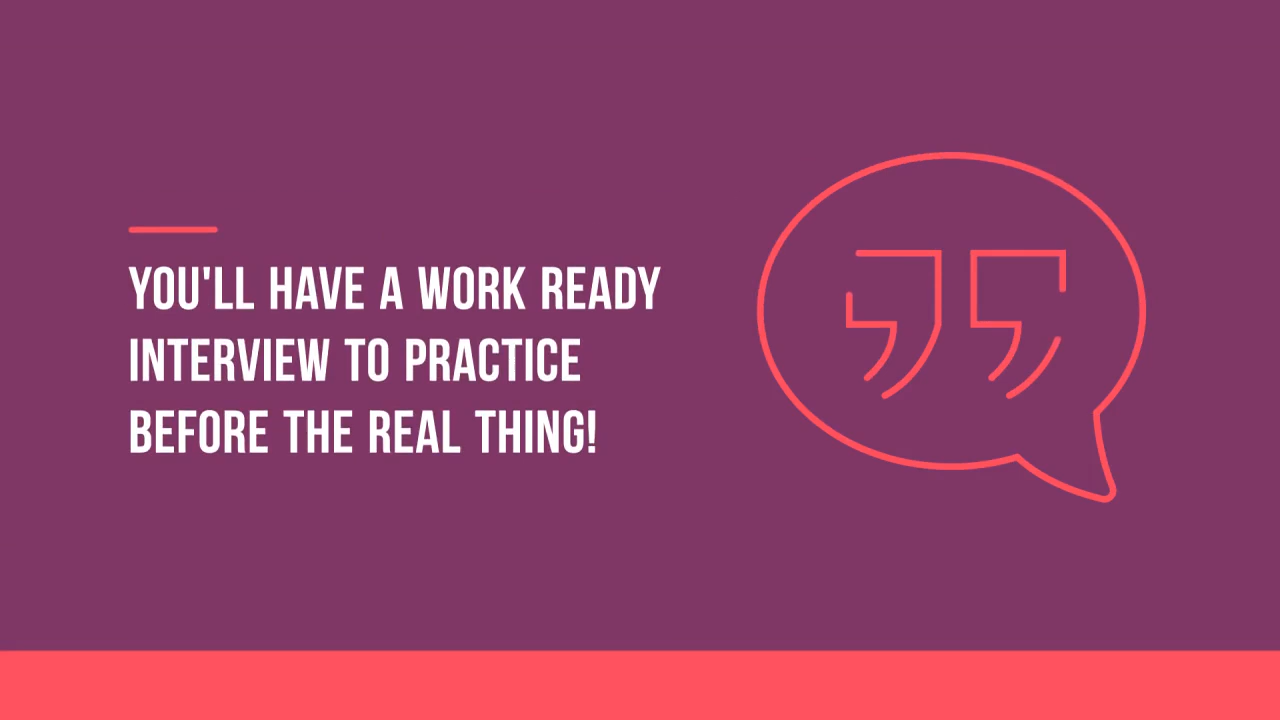 YOU'LL HAVE A WORK READY
INTERVIEW TO PRACTICE
BEFORE THE REAL THING!